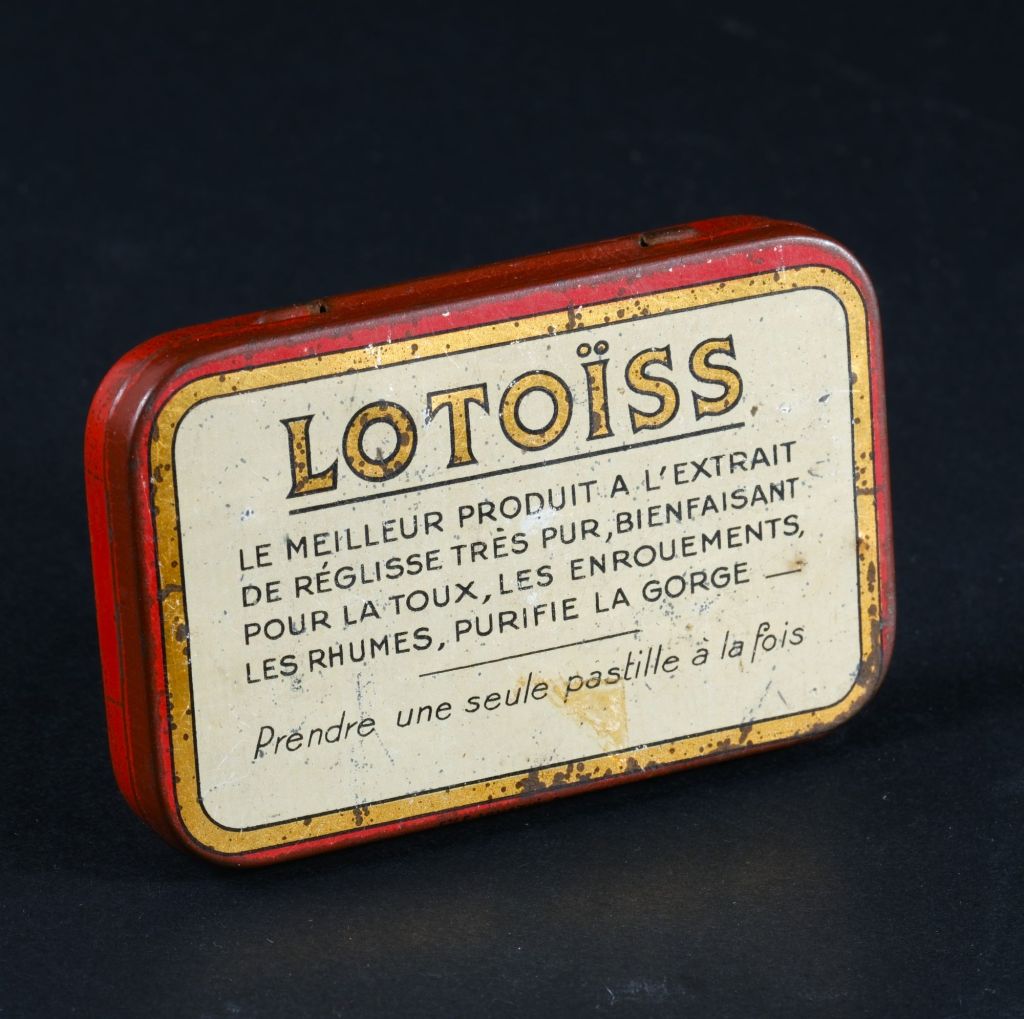 LOTOÏSS
LE MEILLEUR PRODUIT A L'EXTRAIT
DE RÉGLISSE TRÈS PUR, BIENFAISANT
POUR LA TOUX, LES ENROUEMENTS,
LES RHUMES, PURIFIE LA GORGE —
Prendre une seule pastille à la fois